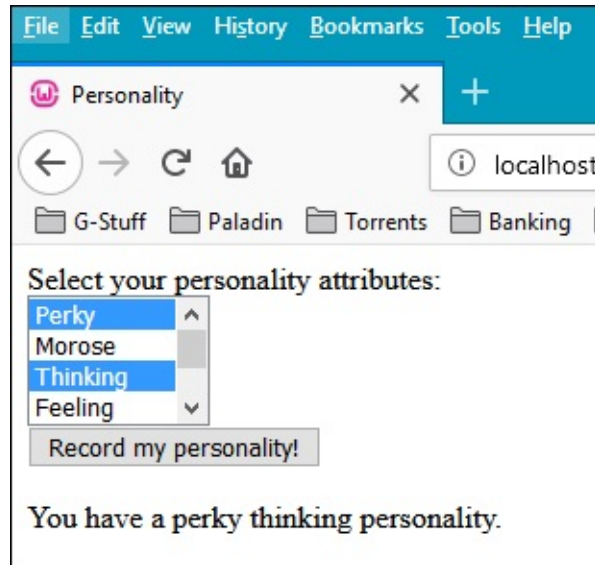 File Edit View History Bookmarks Tools Help
Personality
localhost
G-Stuff Paladin Torrents Banking
Select your personality attributes:
Perky
Morose
Thinking
Feeling
Record my personality!
You have a perky thinking personality.